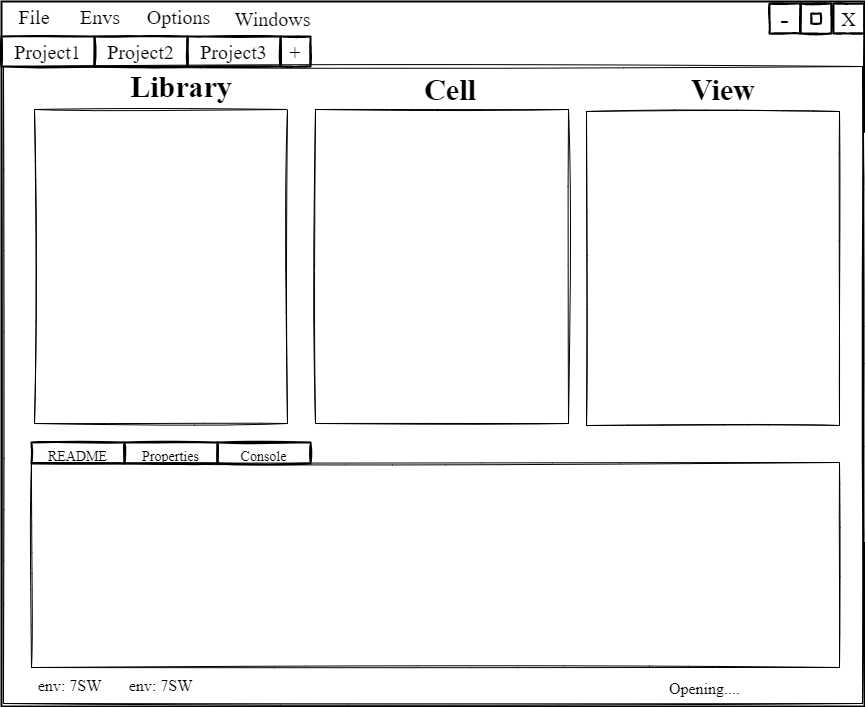 File Envs Options Windows - X
Project1 Project2 Project3 +
Library Cell View
README Properties Console
env: 7SW env: 7SW Opening....